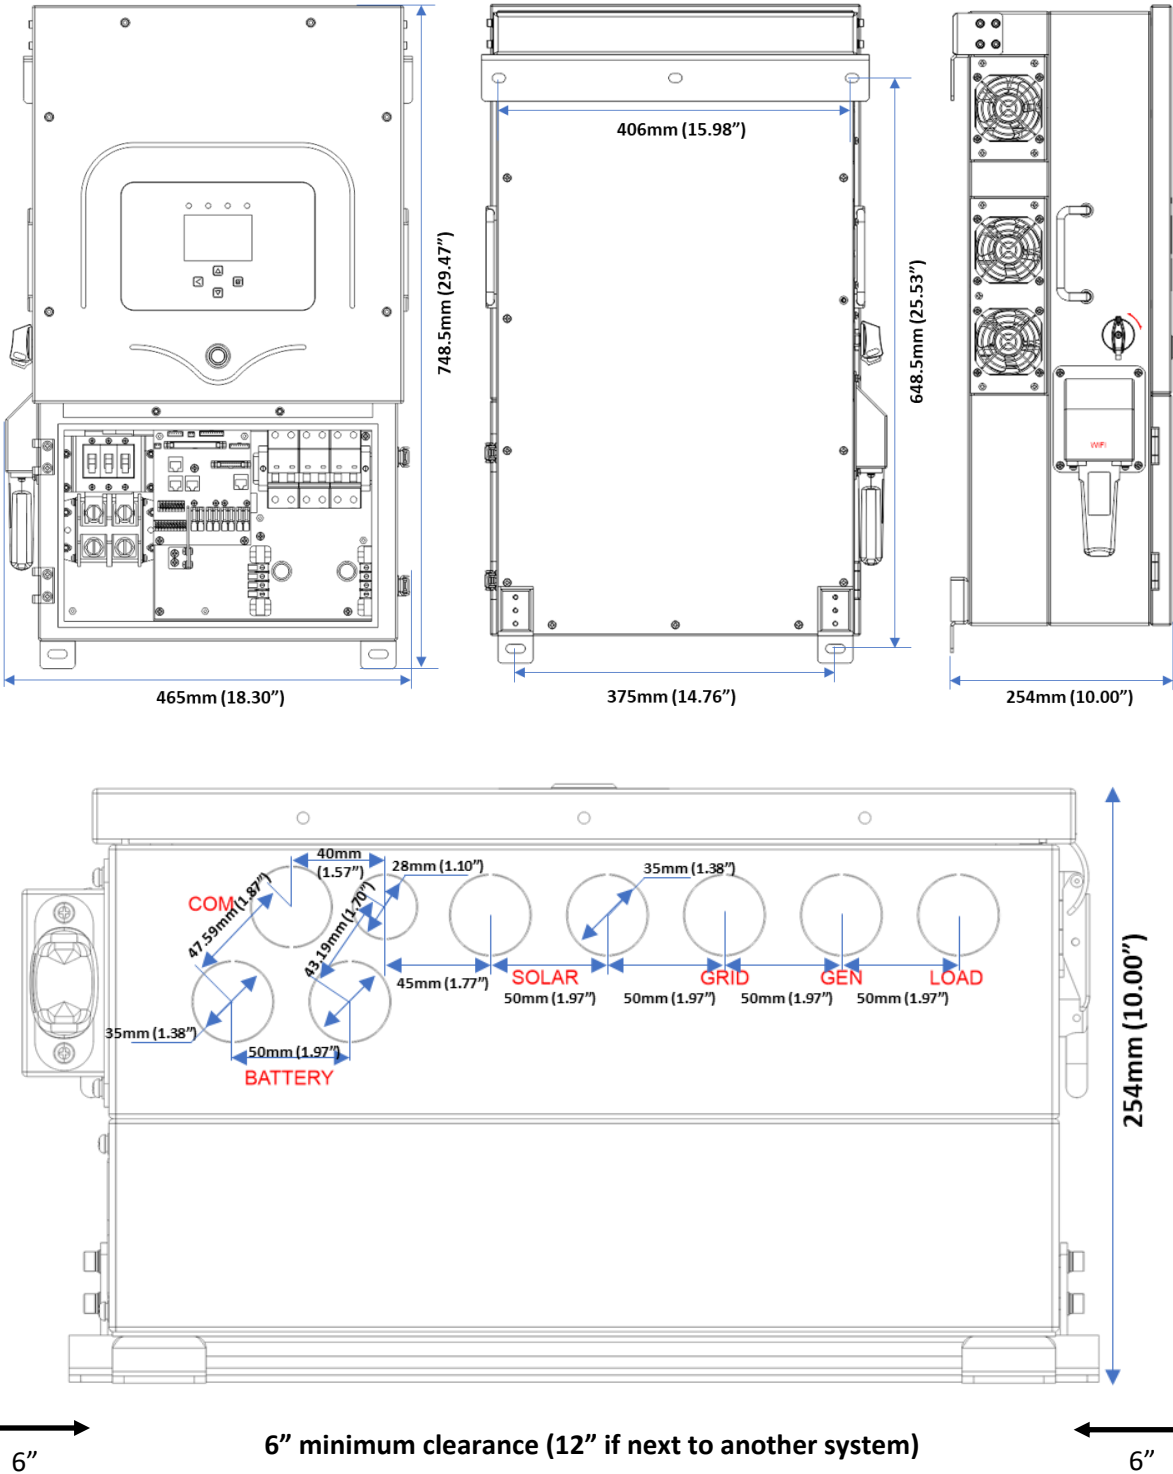 406mm (15.98”)
748.5mm (29.47”)
648.5mm (25.53”)
WIFI
465mm (18.30”)
375mm (14.76”)
254mm (10.00”)
40mm
(1.57”)
28mm (1.10”)
35mm (1.38”)
COM
47.59mm (1.87”)
43.19mm (1.70”)
45mm (1.77”)
SOLAR
GRID
GEN
LOAD
50mm (1.97”)
50mm (1.97”)
50mm (1.97”)
50mm (1.97”)
35mm (1.38”)
50mm (1.97”)
BATTERY
254mm (10.00”)
6”
6” minimum clearance (12” if next to another system)
6”